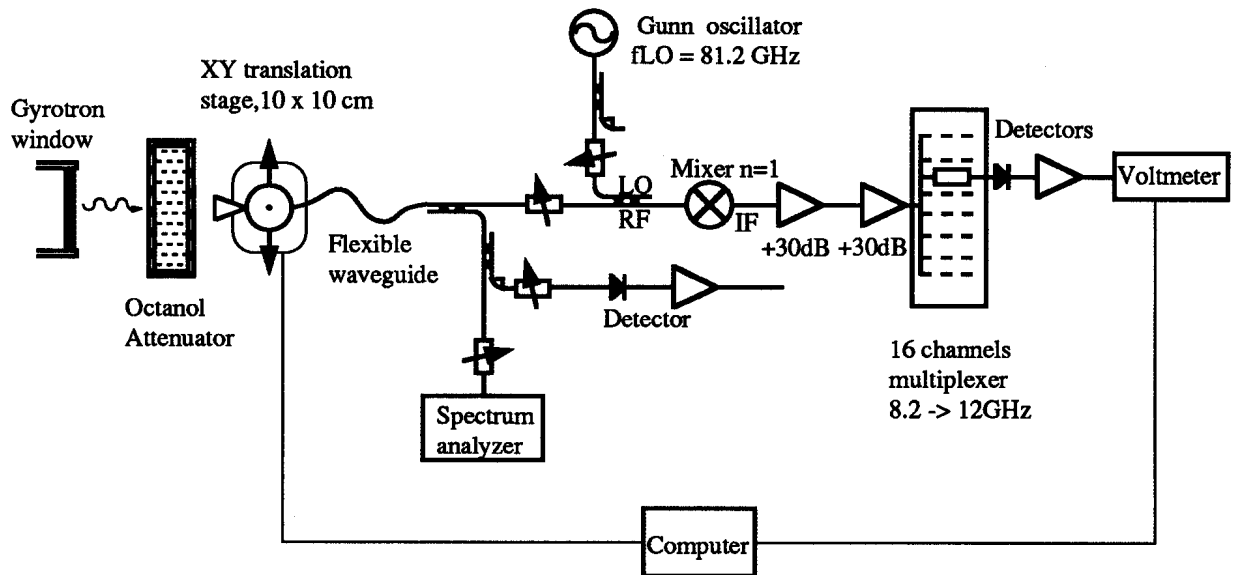 Gunn oscillator
fLO = 81.2 GHz
XY translation
stage,10 x 10 cm
Gyrotron
window
Detectors
Mixer n=1
LO
RF
IF
Voltmeter
+30dB +30dB
Flexible
waveguide
Octanol
Attenuator
Detector
16 channels
multiplexer
8.2 -> 12GHz
Spectrum
analyzer
Computer